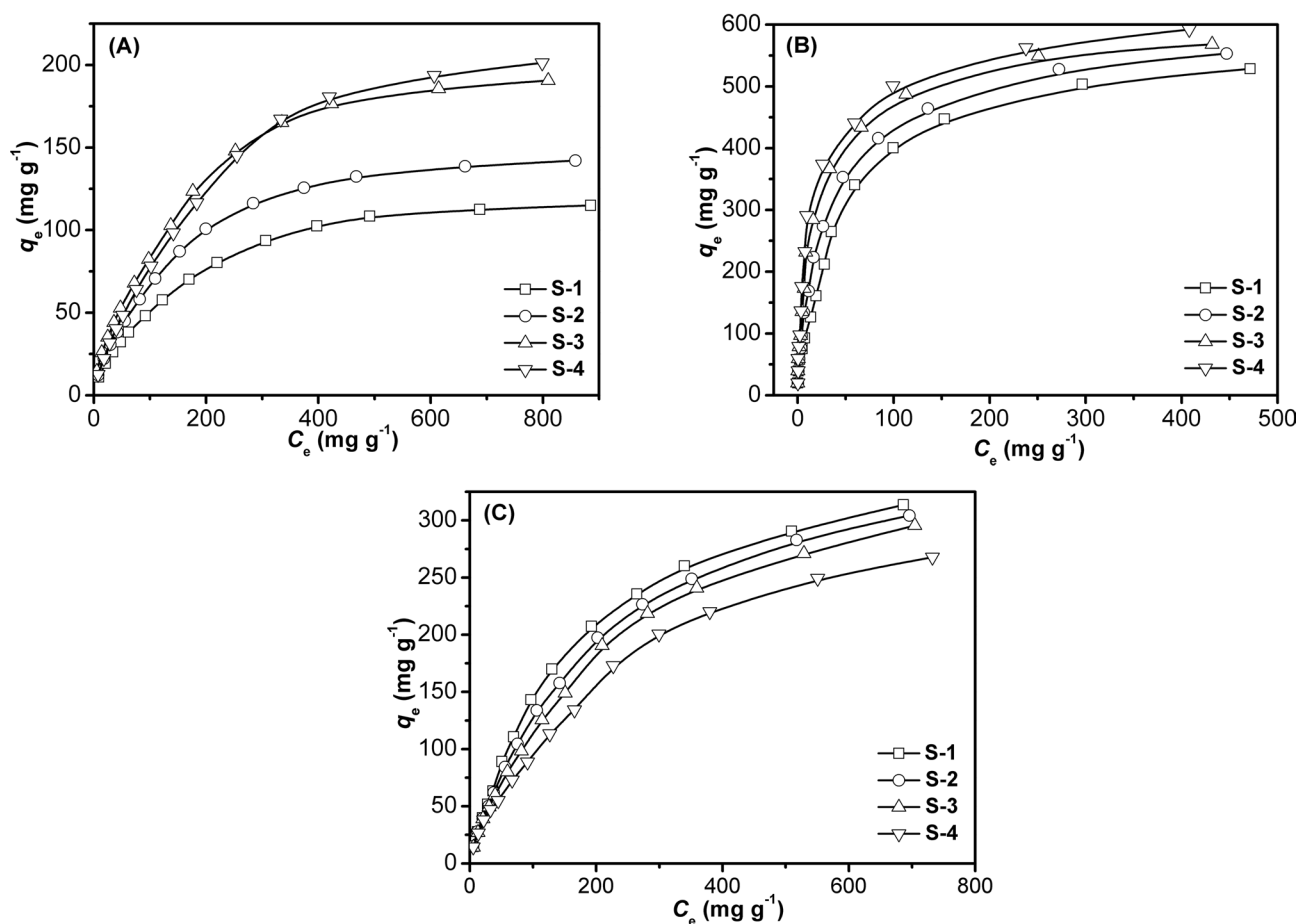 (A)
200
150
100
50
0
qe (mg g-1)
0 200 400 600 800
Ce (mg g-1)
S-1
S-2
S-3
S-4
(B)
600
500
400
300
200
100
0
qe (mg g-1)
0 100 200 300 400 500
Ce (mg g-1)
S-1
S-2
S-3
S-4
(C)
300
250
200
150
100
50
0
qe (mg g-1)
0 200 400 600 800
Ce (mg g-1)
S-1
S-2
S-3
S-4